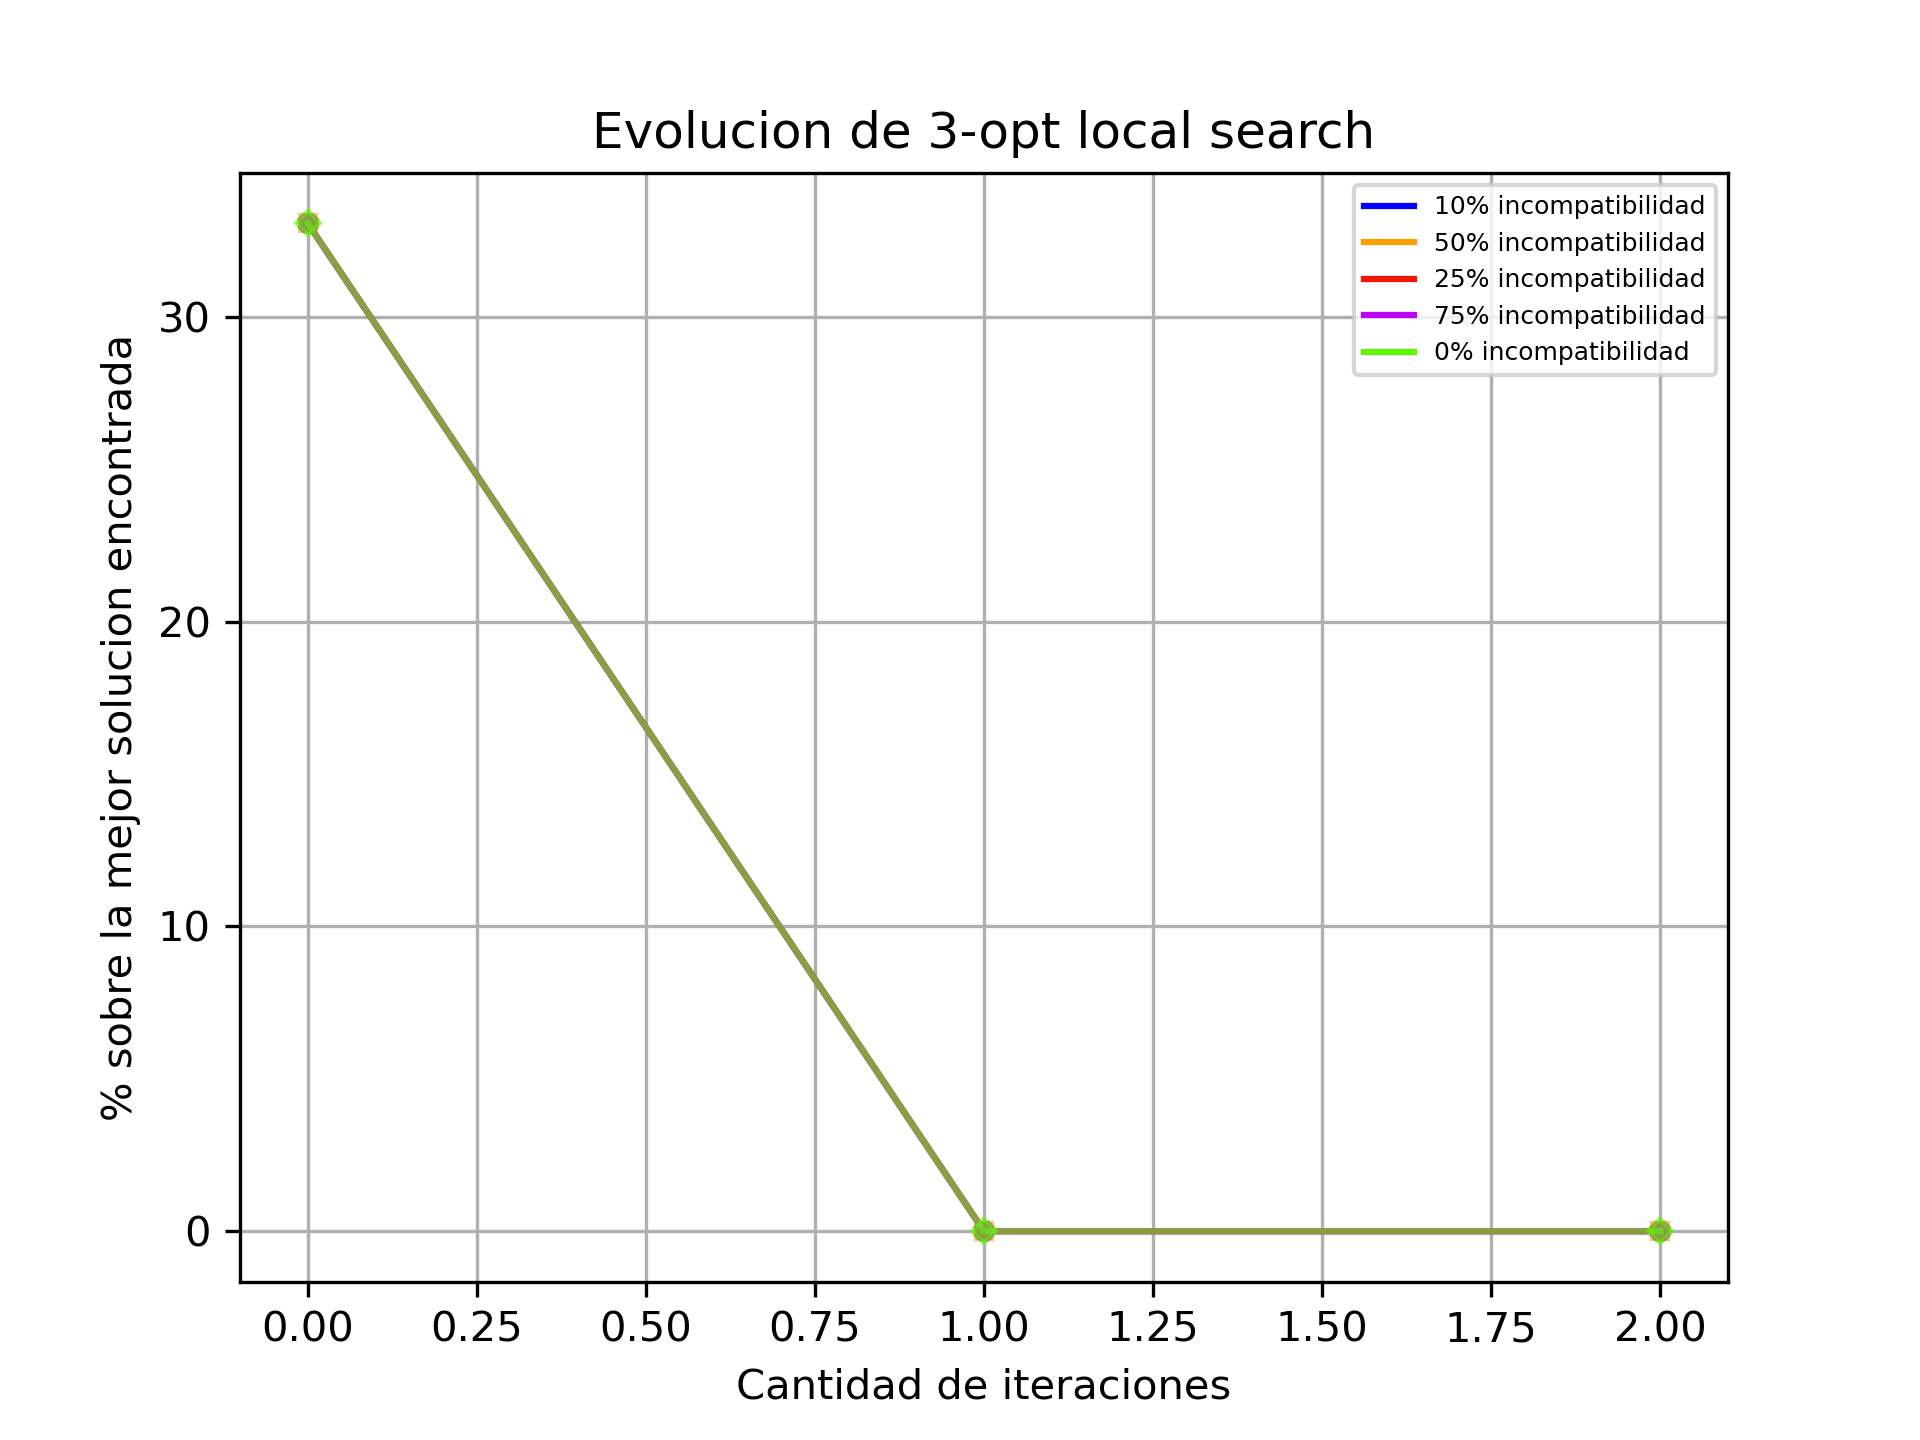 Evolucion de 3-opt local search
10% incompatibilidad
50% incompatibilidad
25% incompatibilidad
75% incompatibilidad
0% incompatibilidad
% sobre la mejor solucion encontrada
30
20
10
0
0.00 0.25 0.50 0.75 1.00 1.25 1.50 1.75 2.00
Cantidad de iteraciones